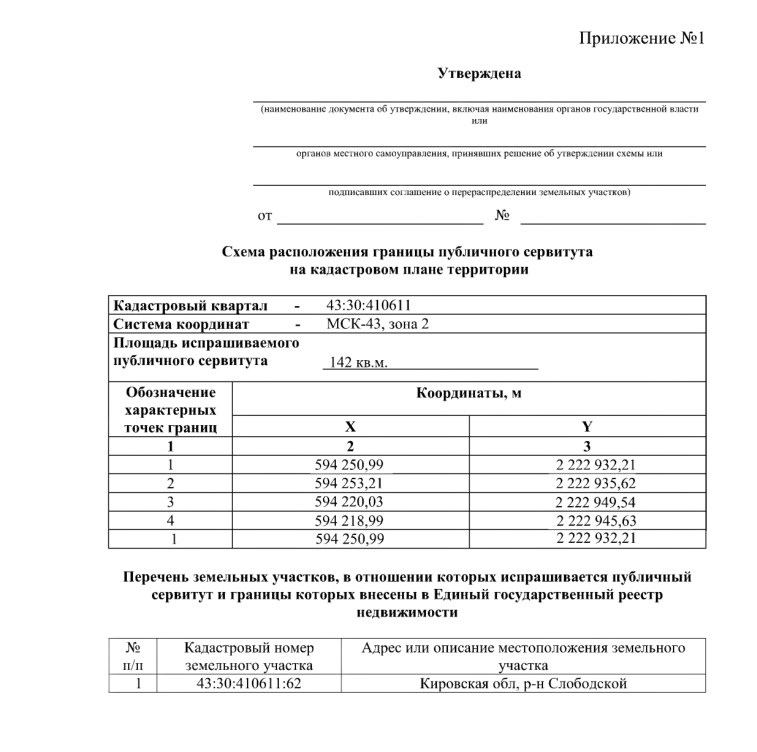 Приложение №1
Утверждена
(наименование документа об утверждении, включая наименования органов государственной власти
или
органов местного самоуправления, принявших решение об утверждении схемы или
подписавших соглашение о перераспределении земельных участков)
от № 
Схема расположения границы публичного сервитута
на кадастровом плане территории
Кадастровый квартал - 43:30:410611
Система координат - МСК-43, зона 2
Площадь испрашиваемого
публичного сервитута 142 кв.м.
Обозначение Координаты, м
характерных
точек границ X Y
1 2 3
1 594 250,99 2 222 932,21
2 594 253,21 2 222 935,62
3 594 220,03 2 222 949,54
4 594 218,99 2 222 945,63
1 594 250,99 2 222 932,21
Перечень земельных участков, в отношении которых испрашивается публичный
сервитут и границы которых внесены в Единый государственный реестр
недвижимости
№ Кадастровый номер Адрес или описание местоположения земельного
п/п земельного участка участка
1 43:30:410611:62 Кировская обл, р-н Слободской